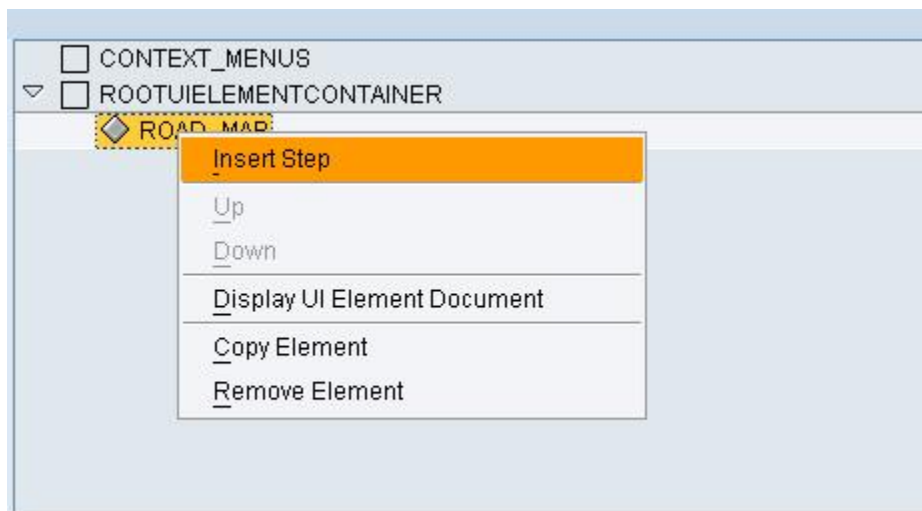 CONTEXT_MENUS
ROOTUIELEMENTCONTAINER
ROAD_MAP
Insert Step
Up
Down
Display UI Element Document
Copy Element
Remove Element